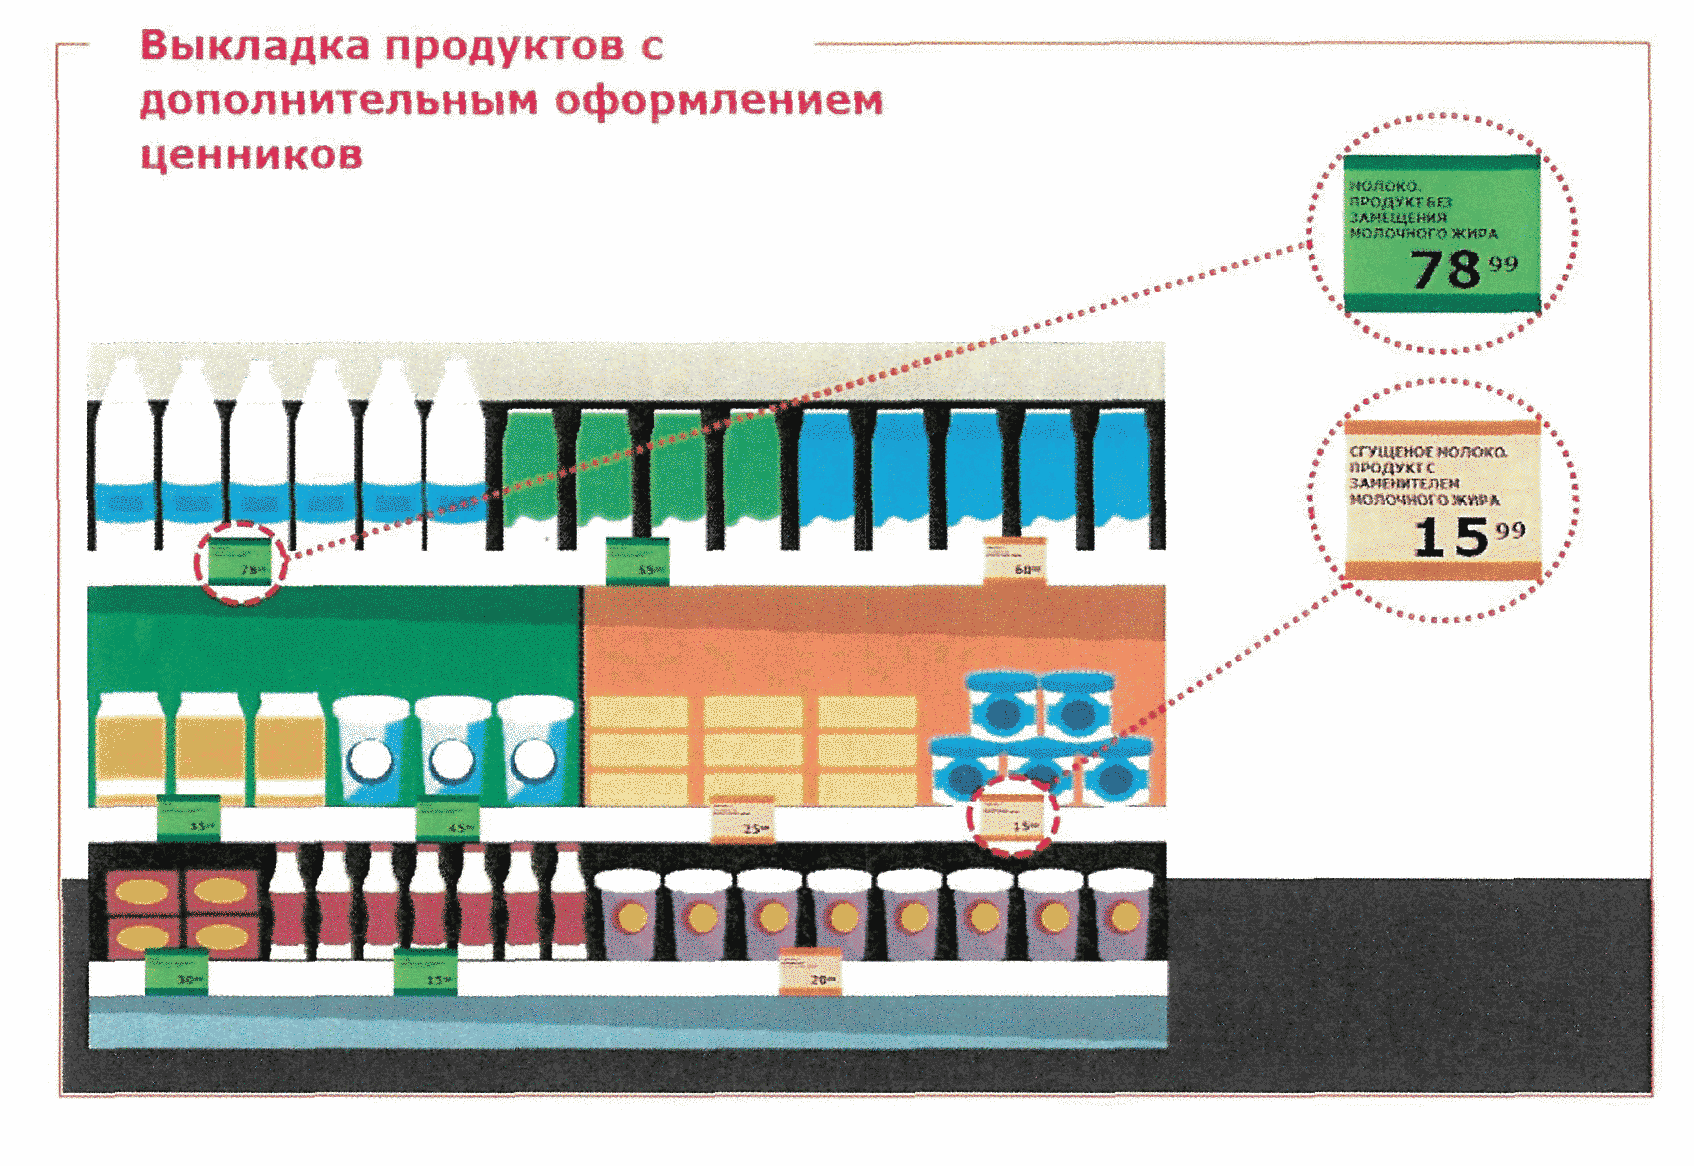 Выкладка продуктов с
дополнительным оформлением
ценников
МОЛОКО.
ПРОДУКТ БЕЗ
ЗАМЕЩЕНИЯ
МОЛОЧНОГО ЖИРА
78 99
СГУЩЕНОЕ МОЛОКО.
ПРОДУКТ С
ЗАМЕНИТЕЛЕМ
МОЛОЧНОГО ЖИРА
15 99